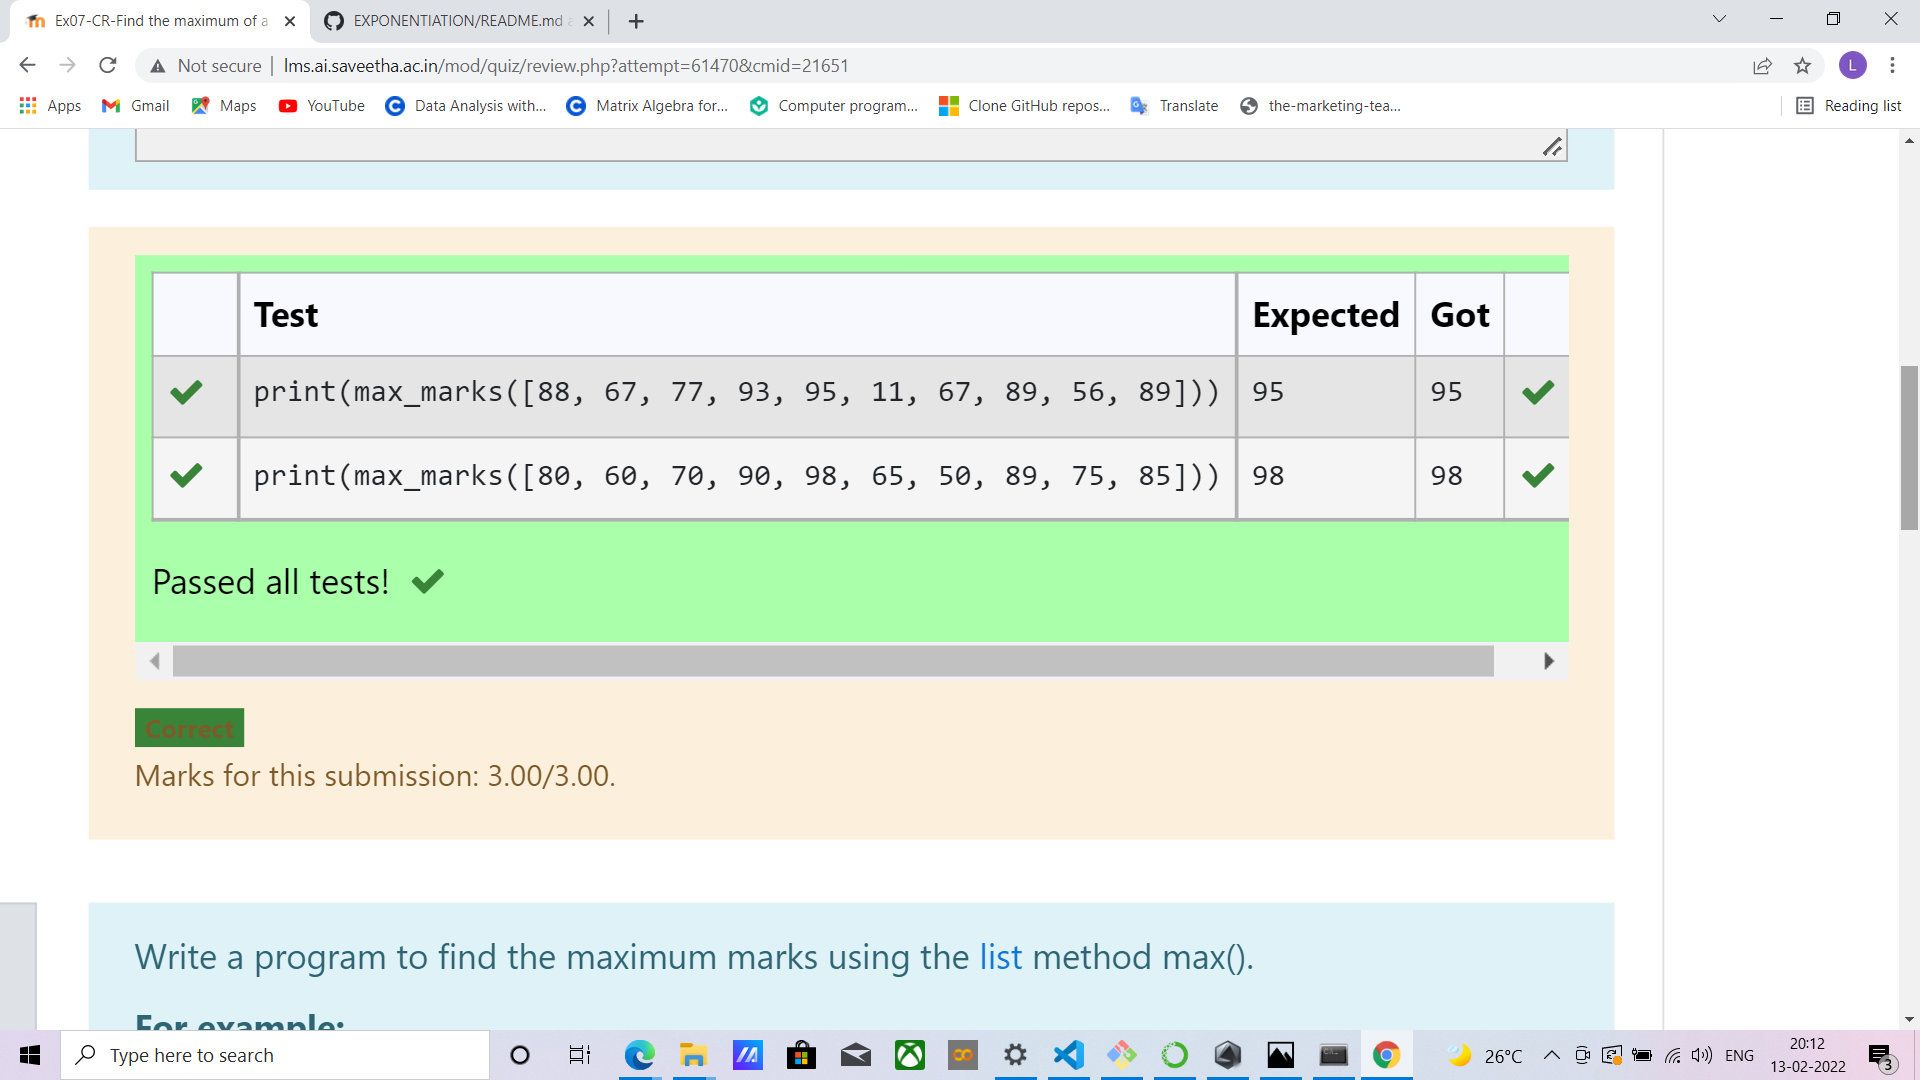 Ex07-CR-Find the maximum of a
EXPONENTIATION/README.md a
Not secure
lms.ai.saveetha.ac.in/mod/quiz/review.php?attempt=61470&cmid=21651
L
Apps
Gmail
Maps
YouTube
Data Analysis with...
Matrix Algebra for...
Computer program...
Clone GitHub repos...
Translate
the-marketing-tea...
Reading list
Test Expected Got
print(max_marks([88, 67, 77, 93, 95, 11, 67, 89, 56, 89])) 95 95
print(max_marks([80, 60, 70, 90, 98, 65, 50, 89, 75, 85])) 98 98
Passed all tests!
Correct
Marks for this submission: 3.00/3.00.
Write a program to find the maximum marks using the list method max().
For example:
Type here to search
26°C
ENG
20:12
13-02-2022
3